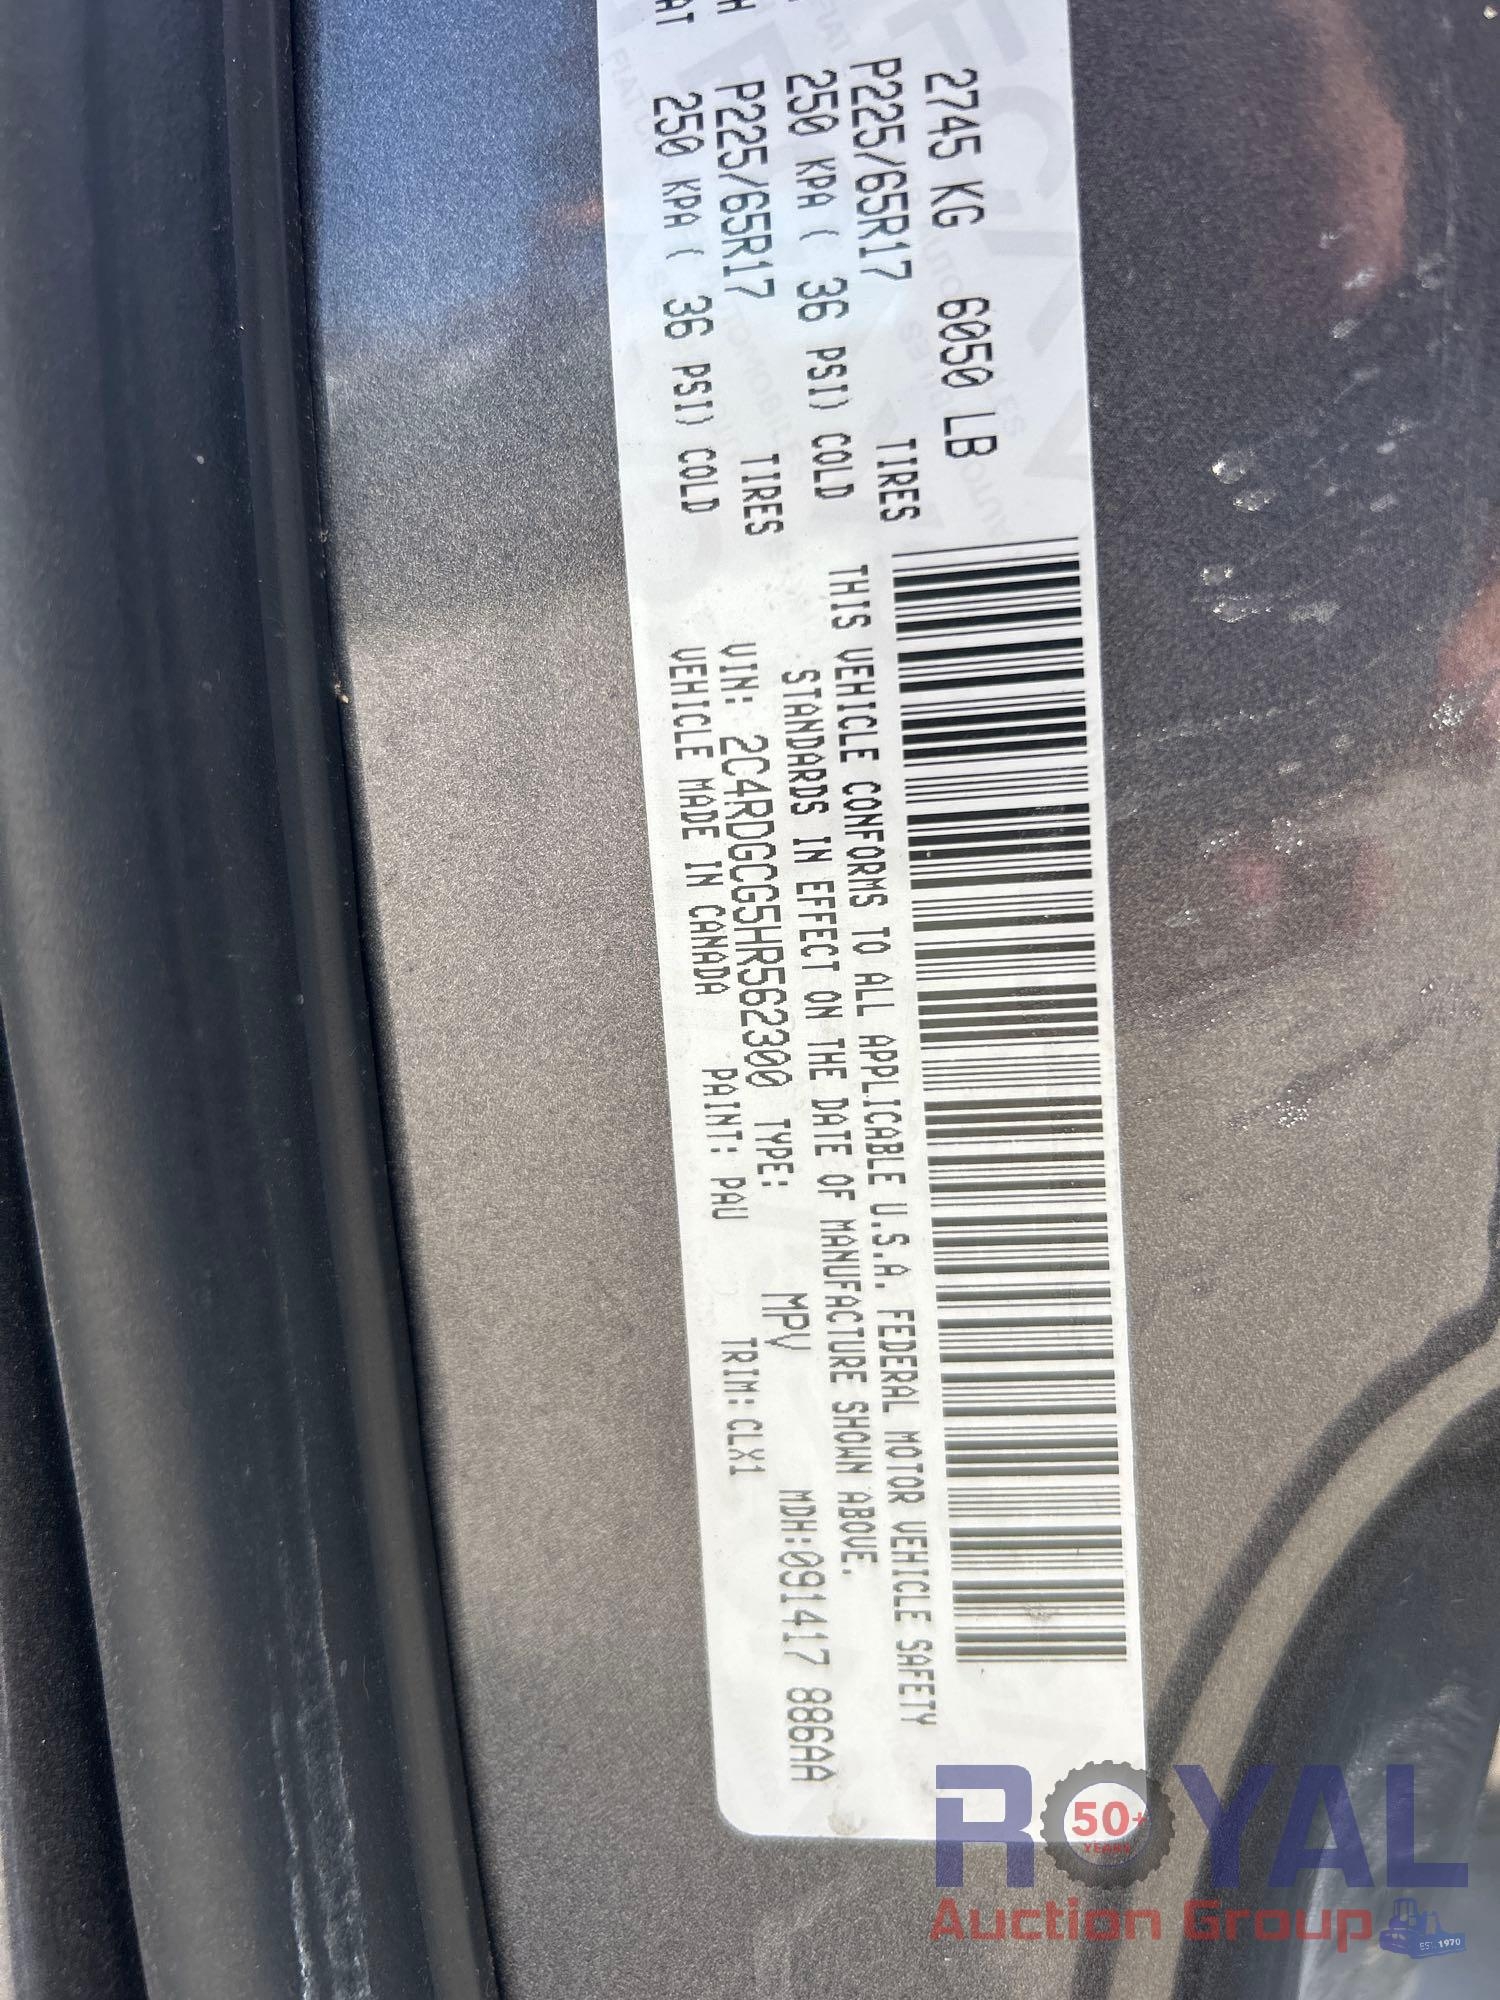 2745 KG 6050 LB
P225/65R17 TIRES
250 KPA ( 36 PSI) COLD
P225/65R17 TIRES
250 KPA ( 36 PSI) COLD
THIS VEHICLE CONFORMS TO ALL APPLICABLE U.S.A. FEDERAL MOTOR VEHICLE SAFETY
STANDARDS IN EFFECT ON THE DATE OF MANUFACTURE SHOWN ABOVE.
VIN: 2C4RDGCG5HR562300 TYPE: MPV MDH:091417 886AA
VEHICLE MADE IN CANADA PAINT: PAU TRIM:CLX1
ROYAL
50+
YEARS
Auction Group
EST. 1970